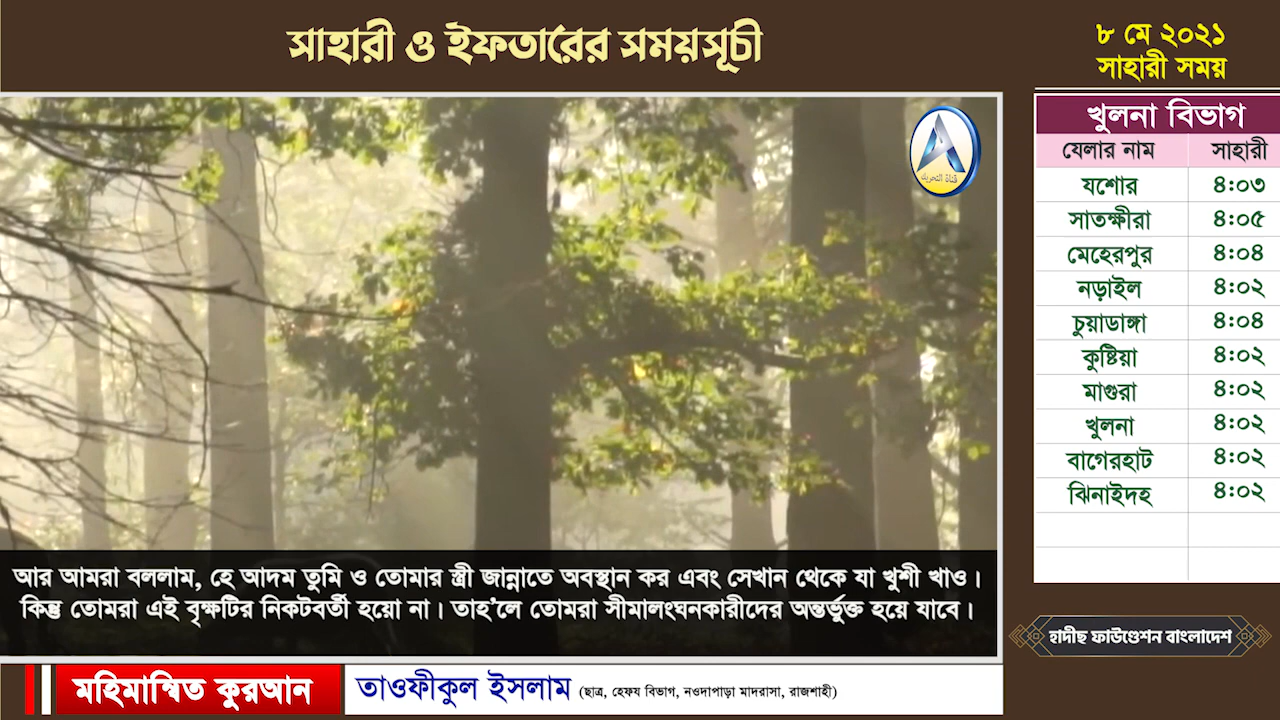 সাহারী ও ইফতারের সময়সূচী
৮ মে ২০২১
সাহারী সময়
খুলনা বিভাগ
যেলার নাম সাহারী
যশোর ৪:০৩
সাতক্ষীরা ৪:০৫
মেহেরপুর ৪:০৪
নড়াইল ৪:০২
চুয়াডাঙ্গা ৪:০৪
কুষ্টিয়া ৪:০২
মাগুরা ৪:০২
খুলনা ৪:০২
বাগেরহাট ৪:০২
ঝিনাইদহ ৪:০২
قناة التحريك
আর আমরা বললাম, হে আদম তুমি ও তোমার স্ত্রী জান্নাতে অবস্থান কর এবং সেখান থেকে যা খুশী খাও।
কিন্তু তোমরা এই বৃক্ষটির নিকটবর্তী হয়ো না। তাহ'লে তোমরা সীমালংঘনকারীদের অন্তর্ভুক্ত হয়ে যাবে।
হাদীছ ফাউণ্ডেশন বাংলাদেশ
মহিমান্বিত কুরআন
তাওফীকুল ইসলাম (ছাত্র, হেফয বিভাগ, নওদাপাড়া মাদরাসা, রাজশাহী)